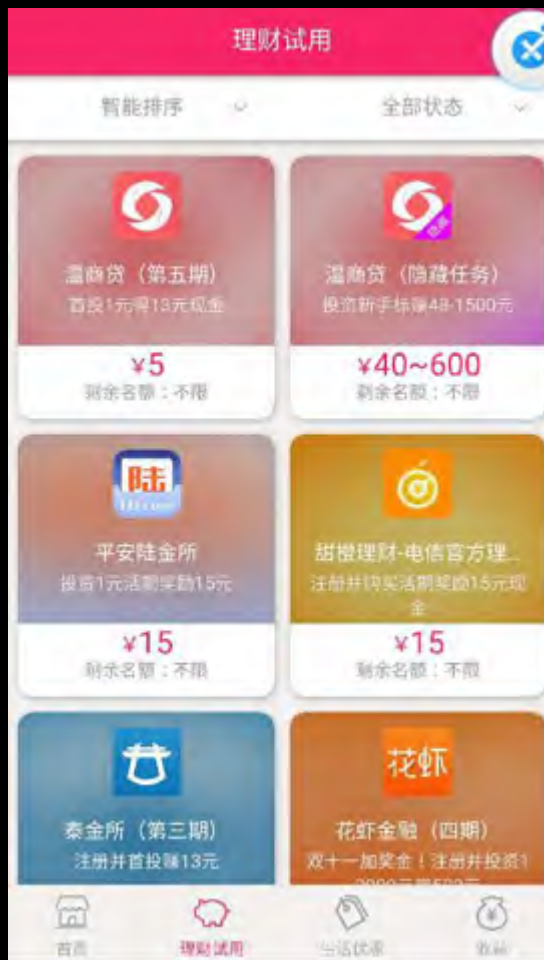 理财试用
智能排序
全部状态
温商贷（第五期）
首投1元得13元现金
¥5
剩余名额：不限
隐藏
温商贷（隐藏任务）
投资新手标赚48-1500元
¥40~600
剩余名额：不限
陆
平安陆金所
投资1元活期奖励15元
¥15
剩余名额：不限
甜橙理财-电信官方理...
注册并购买活期奖励15元现
金
¥15
剩余名额：不限
泰金所（第三期）
注册并首投赚13元
花虾
花虾金融（四期）
双十一加奖金！注册并投资1
首页
理财试用
生活优惠